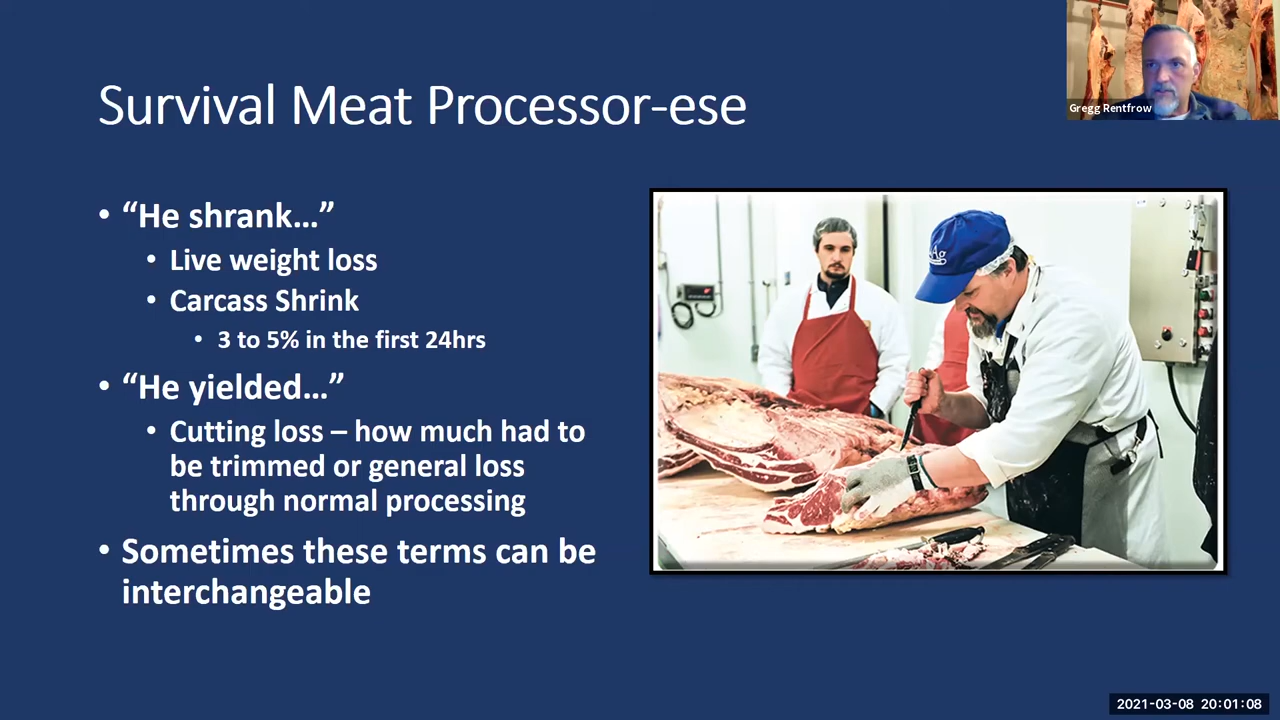 Survival Meat Processor-ese
Gregg Rentfrow
• “He shrank…”
• Live weight loss
• Carcass Shrink
• 3 to 5% in the first 24hrs
• “He yielded…”
• Cutting loss – how much had to
be trimmed or general loss
through normal processing
• Sometimes these terms can be
interchangeable
Ag
2021-03-08 20:01:08